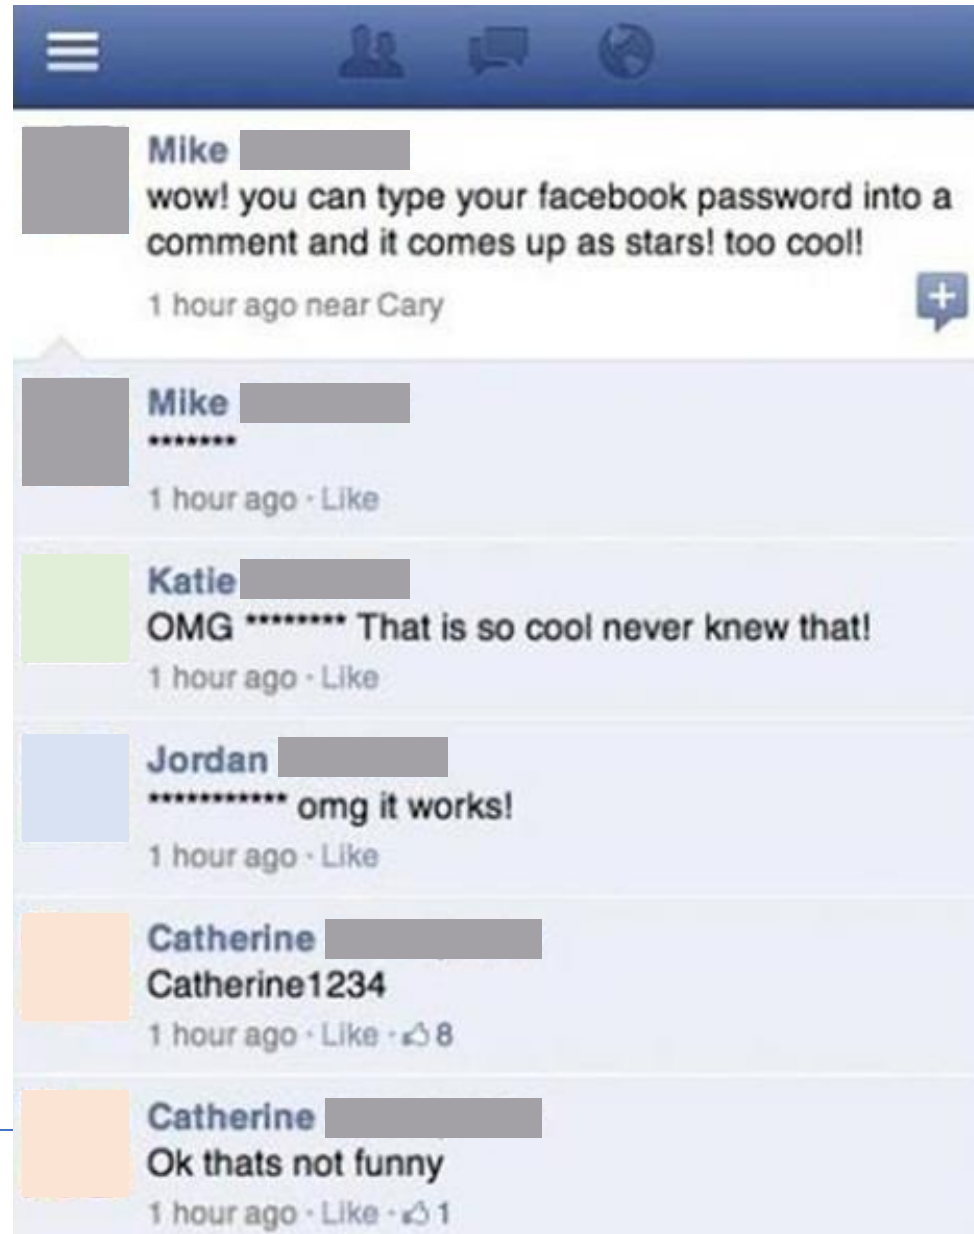 Mike
wow! you can type your facebook password into a
comment and it comes up as stars! too cool!
1 hour ago near Cary
Mike
*******
1 hour ago · Like
Katie
OMG ******** That is so cool never knew that!
1 hour ago · Like
Jordan
*********** omg it works!
1 hour ago · Like
Catherine
Catherine1234
1 hour ago · Like · 8
Catherine
Ok thats not funny
1 hour ago · Like · 1